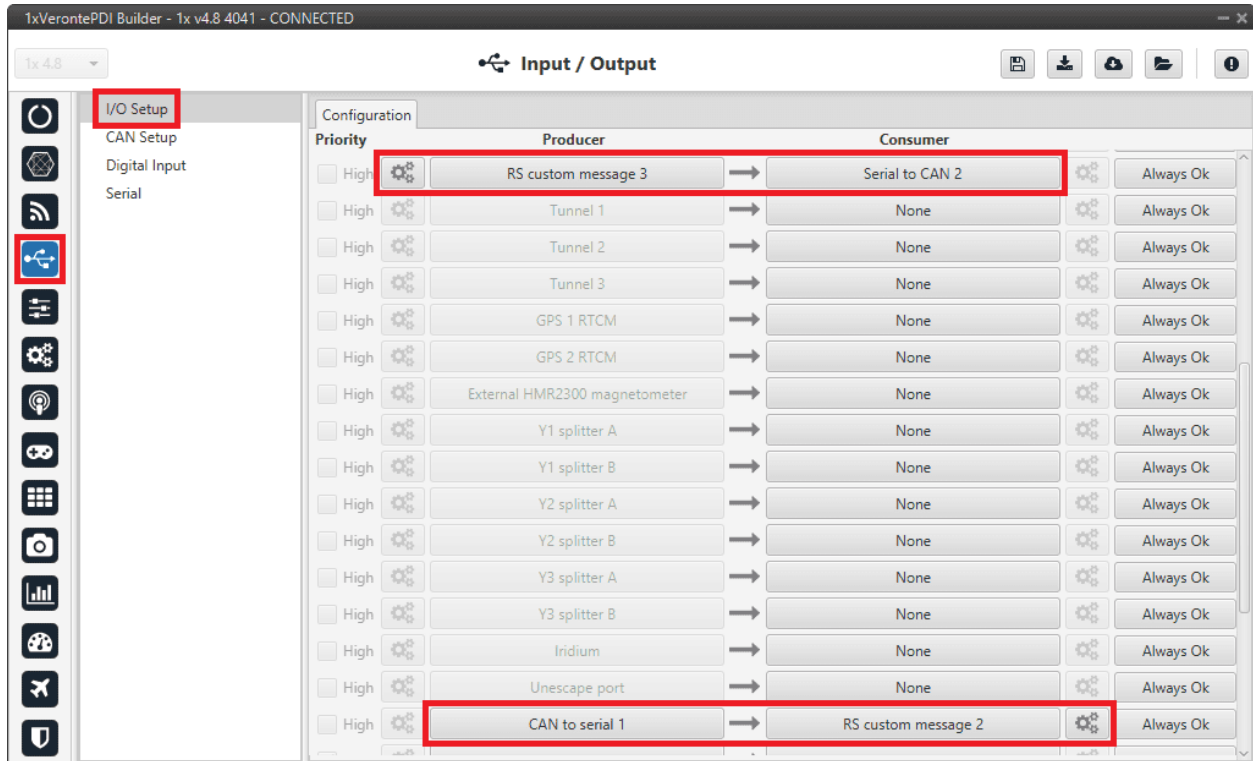 1xVerontePDI Builder - 1x v4.8 4041 - CONNECTED
1x 4.8
Input / Output
I/O Setup
CAN Setup
Digital Input
Serial
Configuration
Priority Producer Consumer
High RS custom message 3 Serial to CAN 2 Always Ok
High Tunnel 1 None Always Ok
High Tunnel 2 None Always Ok
High Tunnel 3 None Always Ok
High GPS 1 RTCM None Always Ok
High GPS 2 RTCM None Always Ok
High External HMR2300 magnetometer None Always Ok
High Y1 splitter A None Always Ok
High Y1 splitter B None Always Ok
High Y2 splitter A None Always Ok
High Y2 splitter B None Always Ok
High Y3 splitter A None Always Ok
High Y3 splitter B None Always Ok
High Iridium None Always Ok
High Unescape port None Always Ok
High CAN to serial 1 RS custom message 2 Always Ok